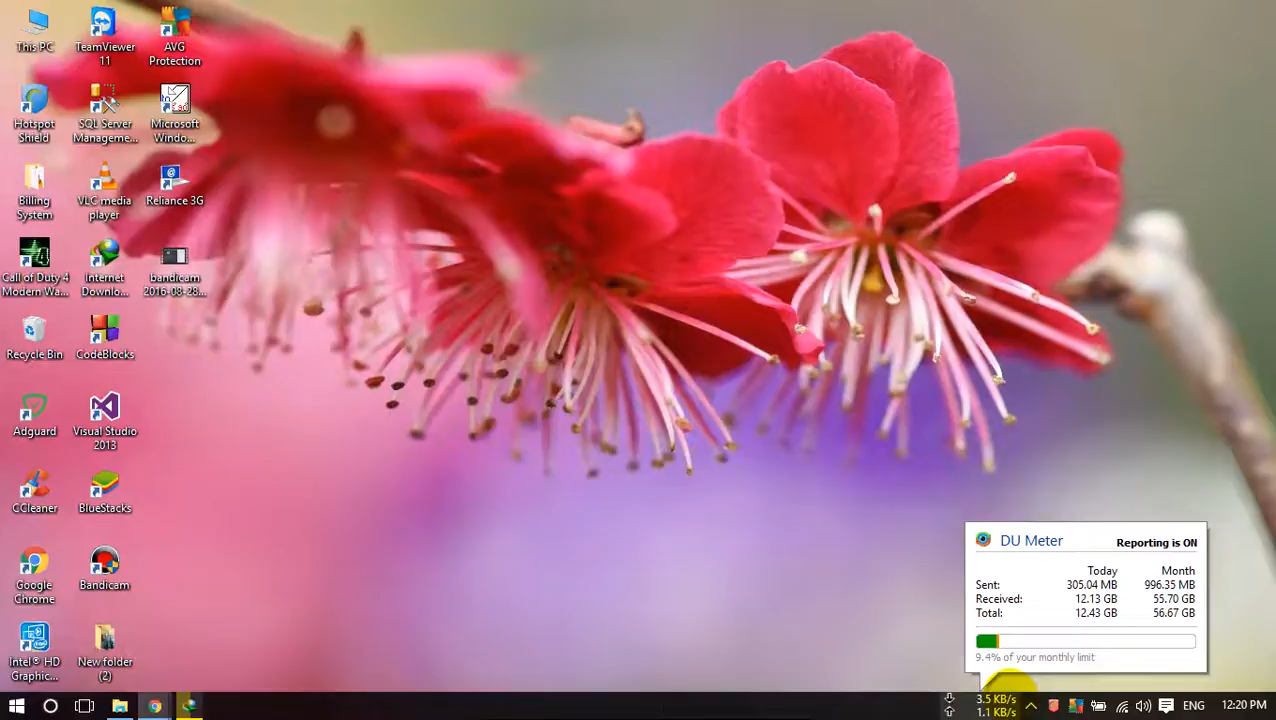 This PC
TeamViewer
11
AVG
Protection
Hotspot
Shield
SQL Server
Manageme...
Microsoft
Windo...
Billing
System
VLC media
player
Reliance 3G
Call of Duty 4
Modern Wa...
Internet
Downlo...
bandicam
2016-08-28...
Recycle Bin
CodeBlocks
Adguard
Visual Studio
2013
CCleaner
BlueStacks
Google
Chrome
Bandicam
Intel® HD
Graphic...
New folder
(2)
DU Meter
Reporting is ON
Today Month
Sent: 305.04 MB 996.35 MB
Received: 12.13 GB 55.70 GB
Total: 12.43 GB 56.67 GB
9.4% of your monthly limit
3.5 KB/s
1.1 KB/s
ENG
12:20 PM